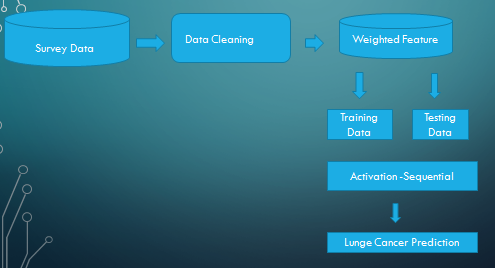 Survey Data
Data Cleaning
Weighted Feature
Training
Data
Testing
Data
Activation -Sequential
Lunge Cancer Prediction